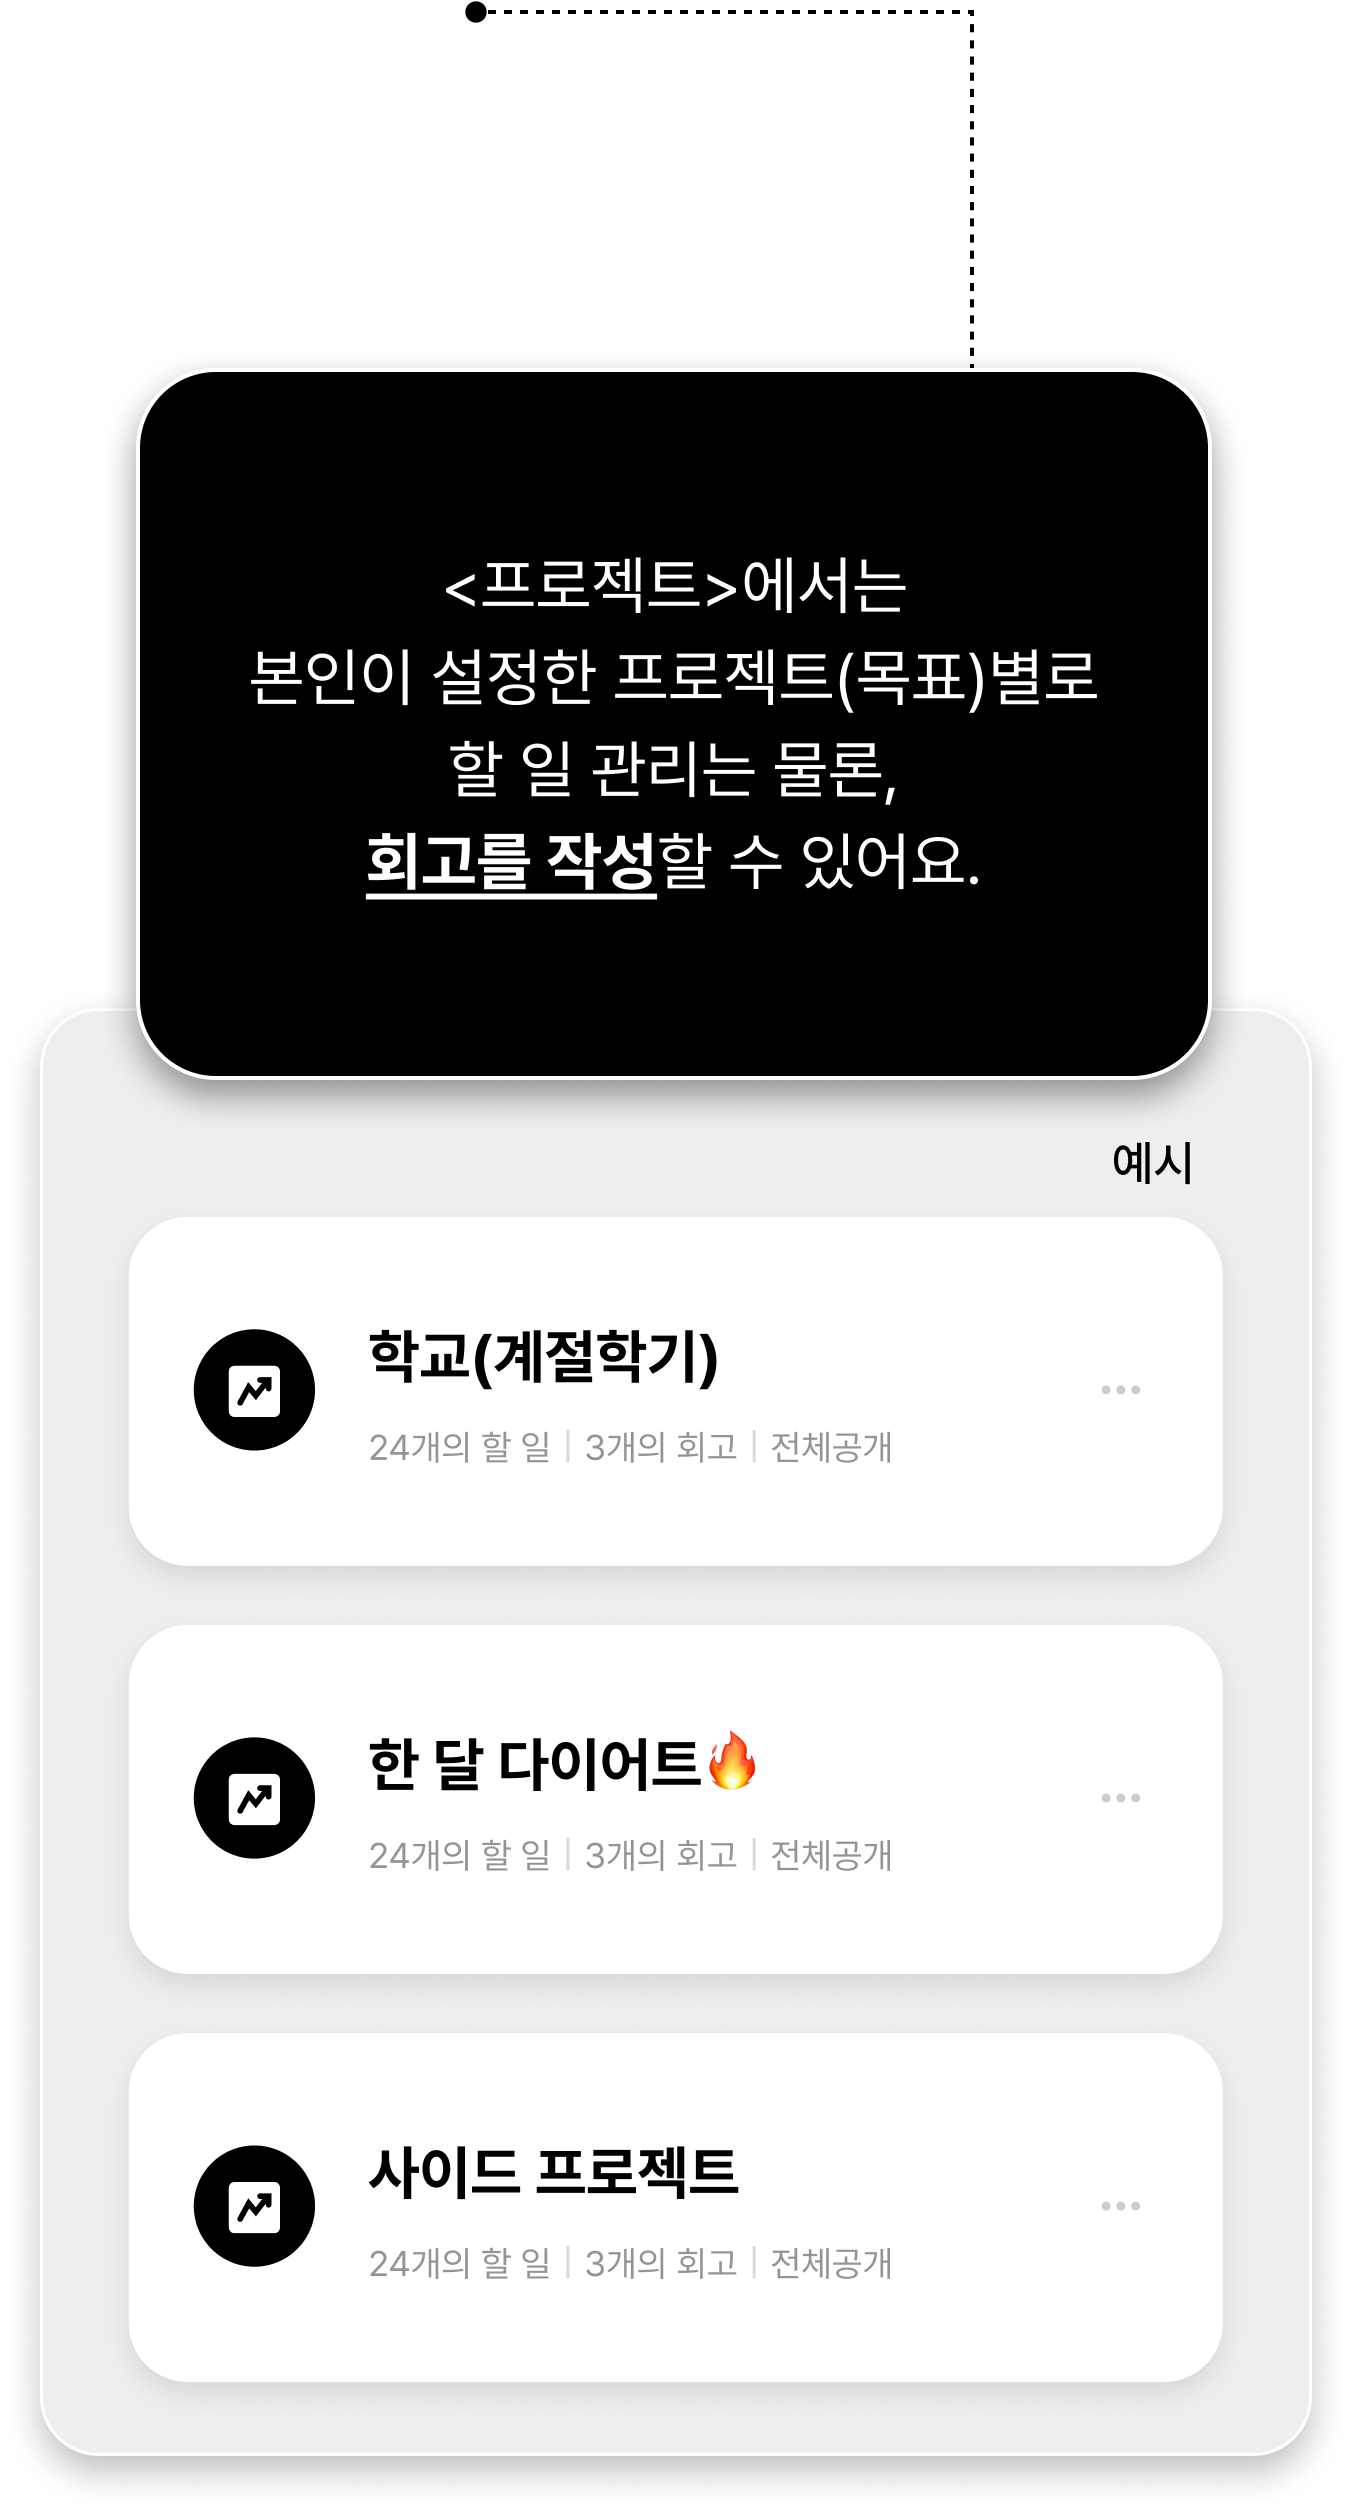 <프로젝트>에서는
본인이 설정한 프로젝트(목표)별로
할 일 관리는 물론,
회고를 작성할 수 있어요.
예시
학교(계절학기)
24개의 할 일 | 3개의 회고 | 전체공개
한 달 다이어트🔥
24개의 할 일 | 3개의 회고 | 전체공개
사이드 프로젝트
24개의 할 일 | 3개의 회고 | 전체공개